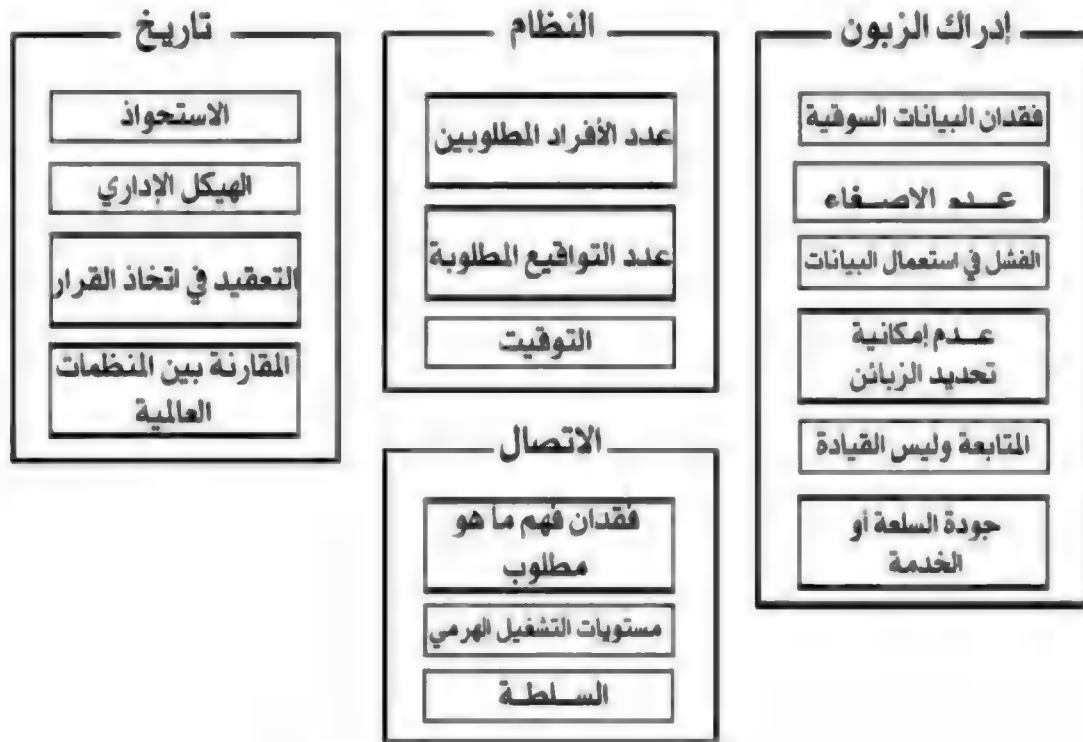 إدراك الزبون
فقدان البيانات السوقية
عدم الاصغاء
الفشل في استعمال البيانات
عدم إمكانية
تحديد الزبائن
المتابعة وليس القيادة
جودة السلعة أو
الخدمة
النظام
عدد الأفراد المطلوبين
عدد التواقيع المطلوبة
التوقيت
الاتصال
فقدان فهم ما هو
مطلوب
مستويات التشغيل الهرمي
السلطة
تاريخ
الاستحواذ
الهيكل الإداري
التعقيد في اتخاذ القرار
المقارنة بين المنظمات
العالمية